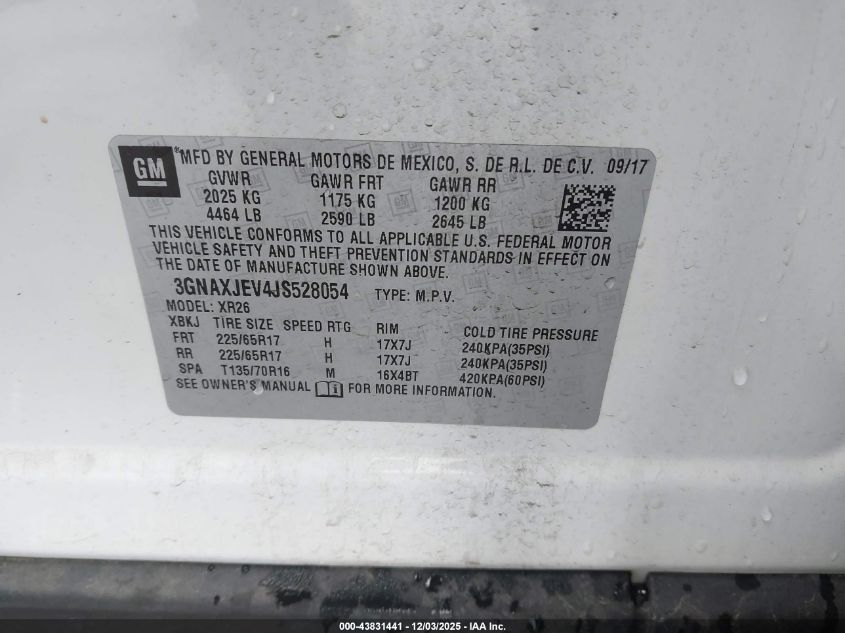 GM
®MFD BY GENERAL MOTORS DE MEXICO, S. DE R.L. DE C.V. 09/17
GVWR GAWR FRT GAWR RR
2025 KG 1175 KG 1200 KG
4464 LB 2590 LB 2645 LB
THIS VEHICLE CONFORMS TO ALL APPLICABLE U.S. FEDERAL MOTOR
VEHICLE SAFETY AND THEFT PREVENTION STANDARDS IN EFFECT ON
THE DATE OF MANUFACTURE SHOWN ABOVE.
3GNAXJEV4JS528054 TYPE: M.P.V.
MODEL: XR26
XBKJ TIRE SIZE SPEED RTG RIM COLD TIRE PRESSURE
FRT 225/65R17 H 17X7J 240KPA(35PSI)
RR 225/65R17 H 17X7J 240KPA(35PSI)
SPA T135/70R16 M 16X4BT 420KPA(60PSI)
SEE OWNER'S MANUAL FOR MORE INFORMATION.
000-43831441 - 12/03/2025 - IAA Inc.